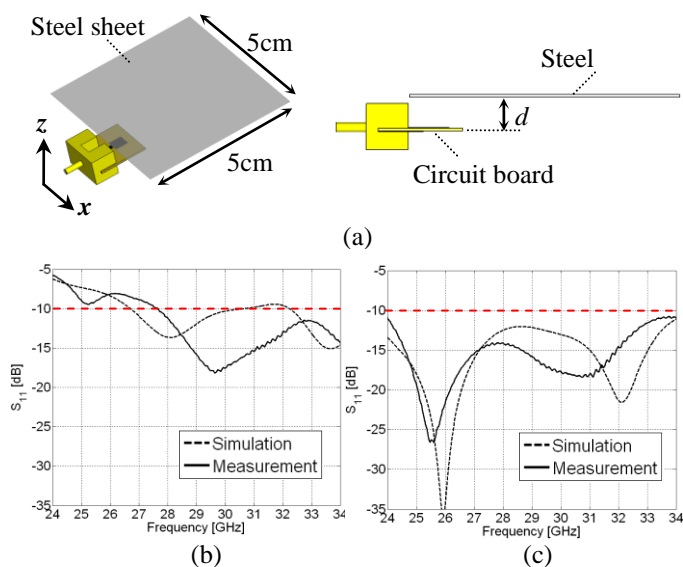 Steel sheet
5cm
5cm
z
x
Steel
d
Circuit board
(a)
-5
-10
-15
-20
-25
-30
-35
S11 [dB]
Simulation
Measurement
24 25 26 27 28 29 30 31 32 33 34
Frequency [GHz]
(b)
-5
-10
-15
-20
-25
-30
-35
S11 [dB]
Simulation
Measurement
24 25 26 27 28 29 30 31 32 33 34
Frequency [GHz]
(c)